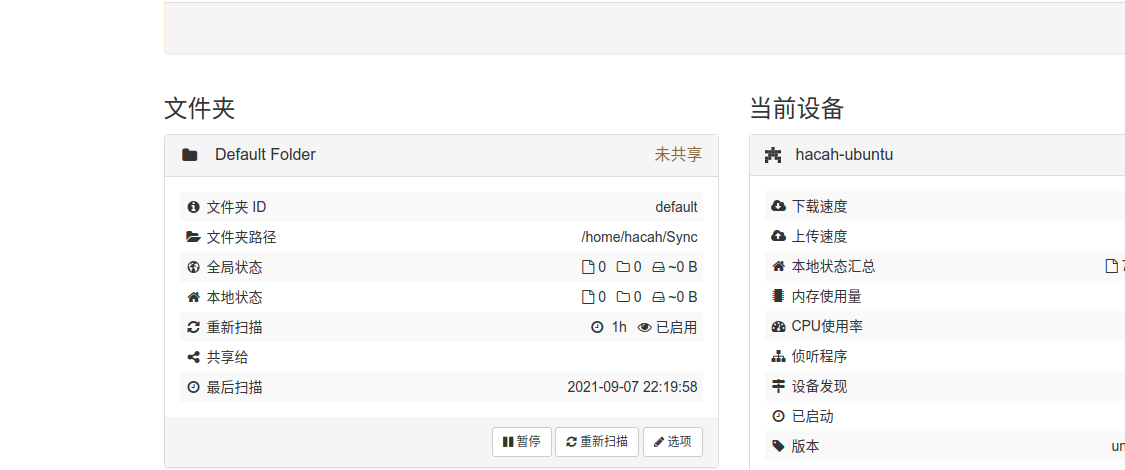 文件夹
Default Folder 未共享
文件夹 ID default
文件夹路径 /home/hacah/Sync
全局状态 0 0 ~0 B
本地状态 0 0 ~0 B
重新扫描 1h 已启用
共享给
最后扫描 2021-09-07 22:19:58
暂停 重新扫描 选项
当前设备
hacah-ubuntu
下载速度
上传速度
本地状态汇总
内存使用量
CPU使用率
侦听程序
设备发现
已启动
版本